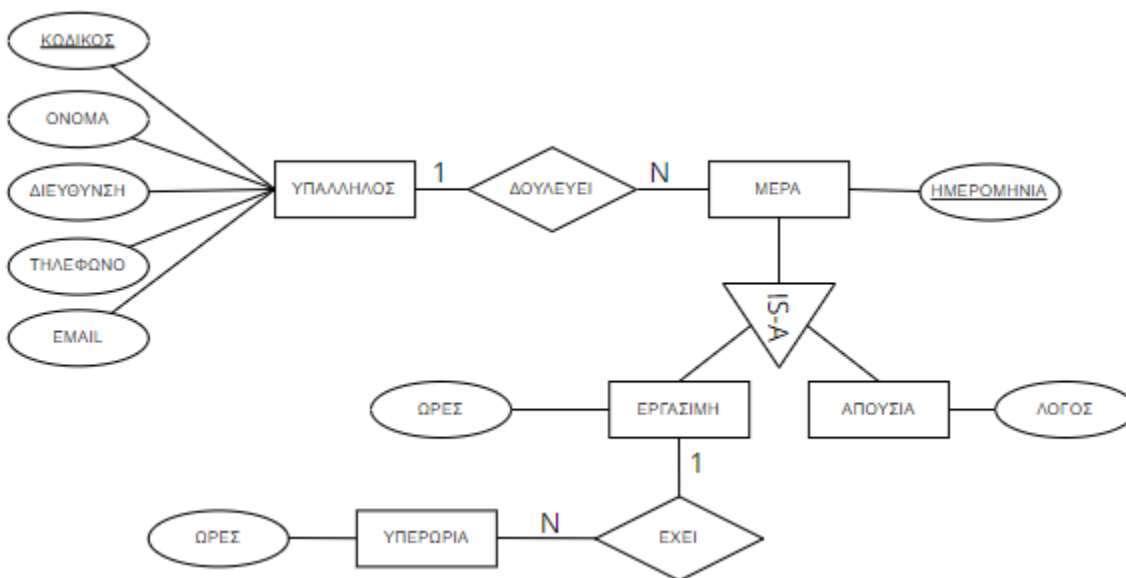 ΚΩΔΙΚΟΣ
ΟΝΟΜΑ
ΔΙΕΥΘΥΝΣΗ
ΤΗΛΕΦΩΝΟ
EMAIL
ΥΠΑΛΛΗΛΟΣ
1
ΔΟΥΛΕΥΕΙ
N
ΜΕΡΑ
ΗΜΕΡΟΜΗΝΙΑ
IS-A
ΩΡΕΣ
ΕΡΓΑΣΙΜΗ
ΑΠΟΥΣΙΑ
ΛΟΓΟΣ
1
ΩΡΕΣ
ΥΠΕΡΩΡΙΑ
N
ΕΧΕΙ